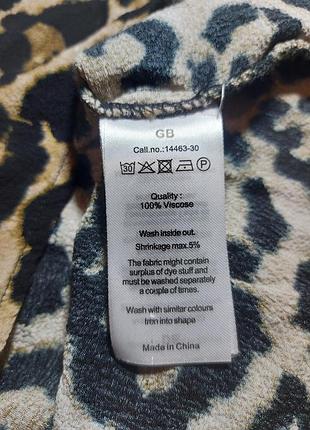 GB
Call.no.:14463-30
30 P
Quality :
100% Viscose
Wash inside out.
Shrinkage max.5%
The fabric might contain
surplus of dye stuff and
must be washed separately
a couple of times.
Wash with similar colours
trim into shape
Made in China